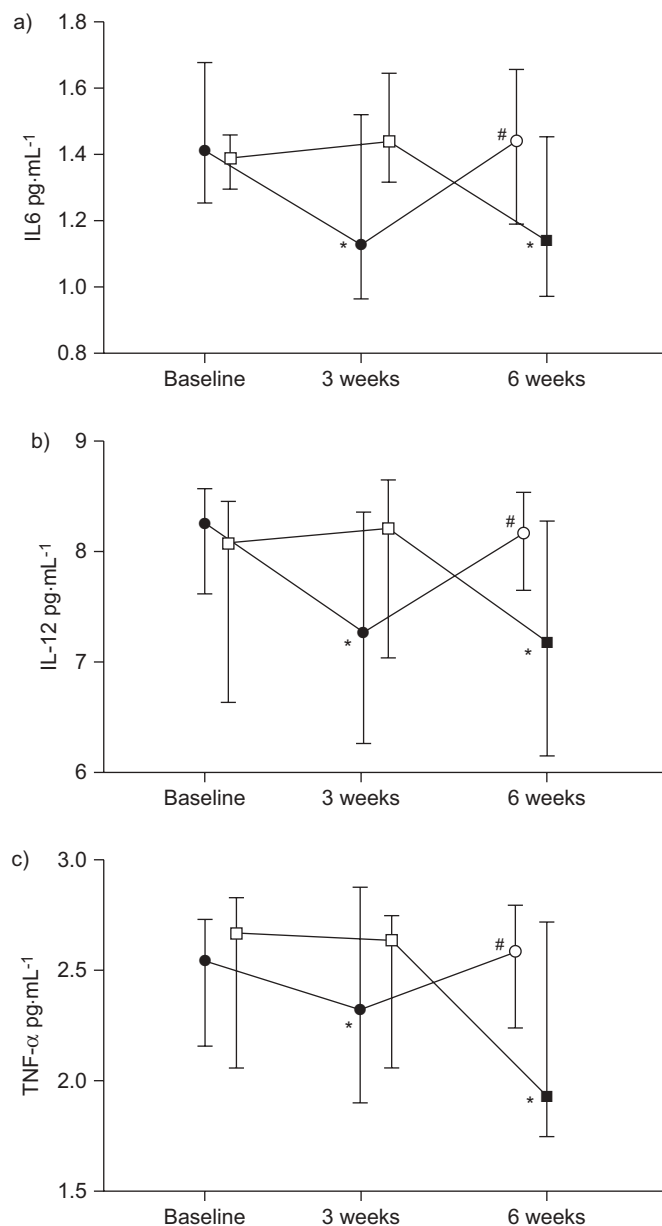 a)
1.8
1.6
1.4
1.2
1.0
0.8
IL6 pg·mL-1
#
*
*
Baseline 3 weeks 6 weeks
b)
9
8
7
6
IL-12 pg·mL-1
#
*
*
Baseline 3 weeks 6 weeks
c)
3.0
2.5
2.0
1.5
TNF-α pg·mL-1
#
*
*
Baseline 3 weeks 6 weeks